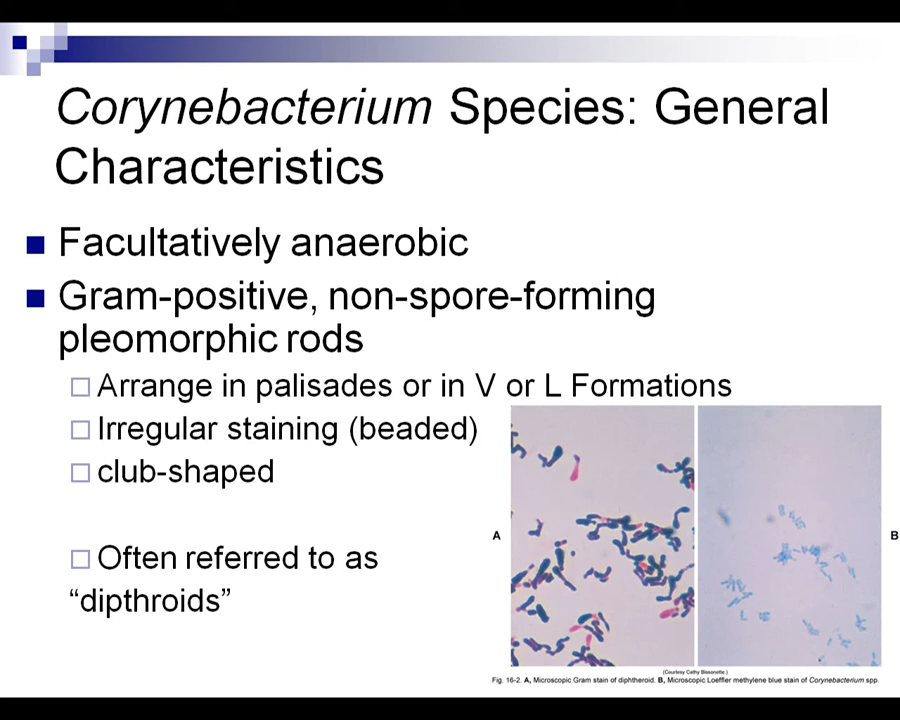 Corynebacterium Species: General
Characteristics
Facultatively anaerobic
Gram-positive, non-spore-forming
pleomorphic rods
Arrange in palisades or in V or L Formations
Irregular staining (beaded)
club-shaped
Often referred to as
“dipthroids”
A
B
(Courtesy Cathy Bissonette.)
Fig. 16-2. A, Microscopic Gram stain of diphtheroid. B, Microscopic Loeffler methylene blue stain of Corynebacterium spp.